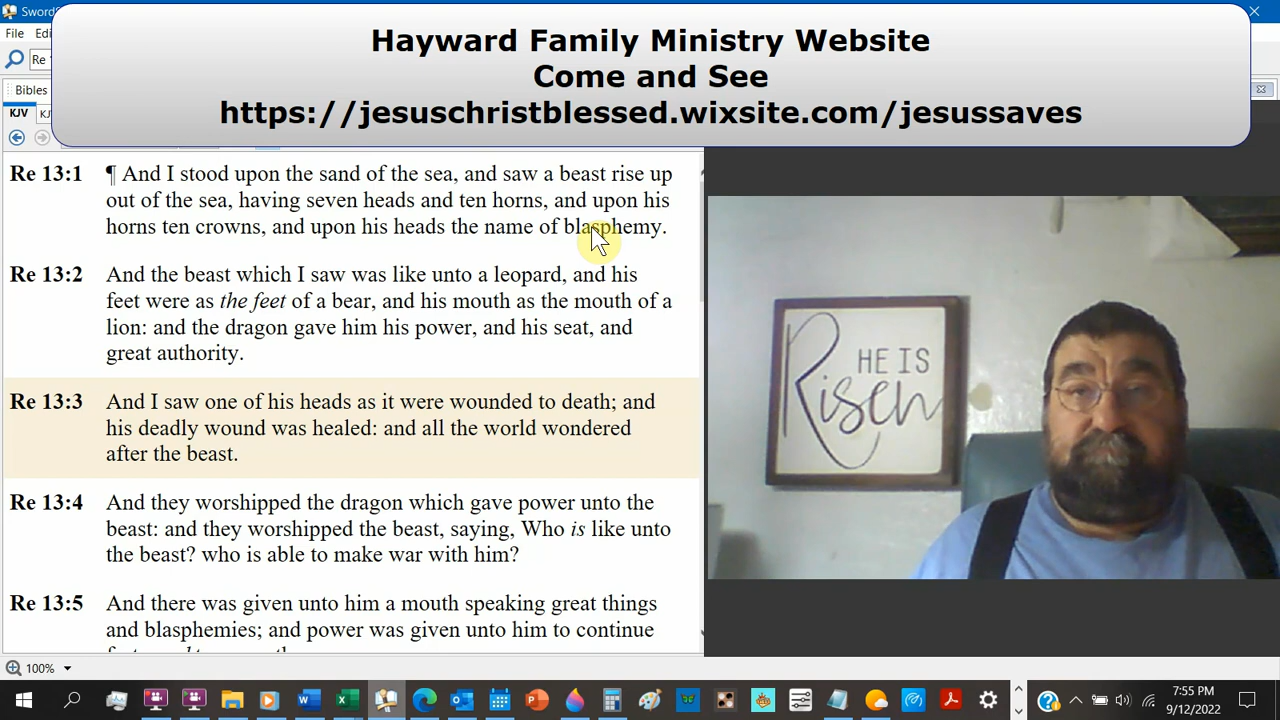 SwordS
Hayward Family Ministry Website
Come and See
https://jesuschristblessed.wixsite.com/jesussaves
File Edi
Re
Bibles
KJV
Re 13:1 ¶ And I stood upon the sand of the sea, and saw a beast rise up
out of the sea, having seven heads and ten horns, and upon his
horns ten crowns, and upon his heads the name of blasphemy.
Re 13:2 And the beast which I saw was like unto a leopard, and his
feet were as the feet of a bear, and his mouth as the mouth of a
lion: and the dragon gave him his power, and his seat, and
great authority.
Re 13:3 And I saw one of his heads as it were wounded to death; and
his deadly wound was healed: and all the world wondered
after the beast.
Re 13:4 And they worshipped the dragon which gave power unto the
beast: and they worshipped the beast, saying, Who is like unto
the beast? who is able to make war with him?
Re 13:5 And there was given unto him a mouth speaking great things
and blasphemies; and power was given unto him to continue
HE IS
Risen
100%
7:55 PM
9/12/2022